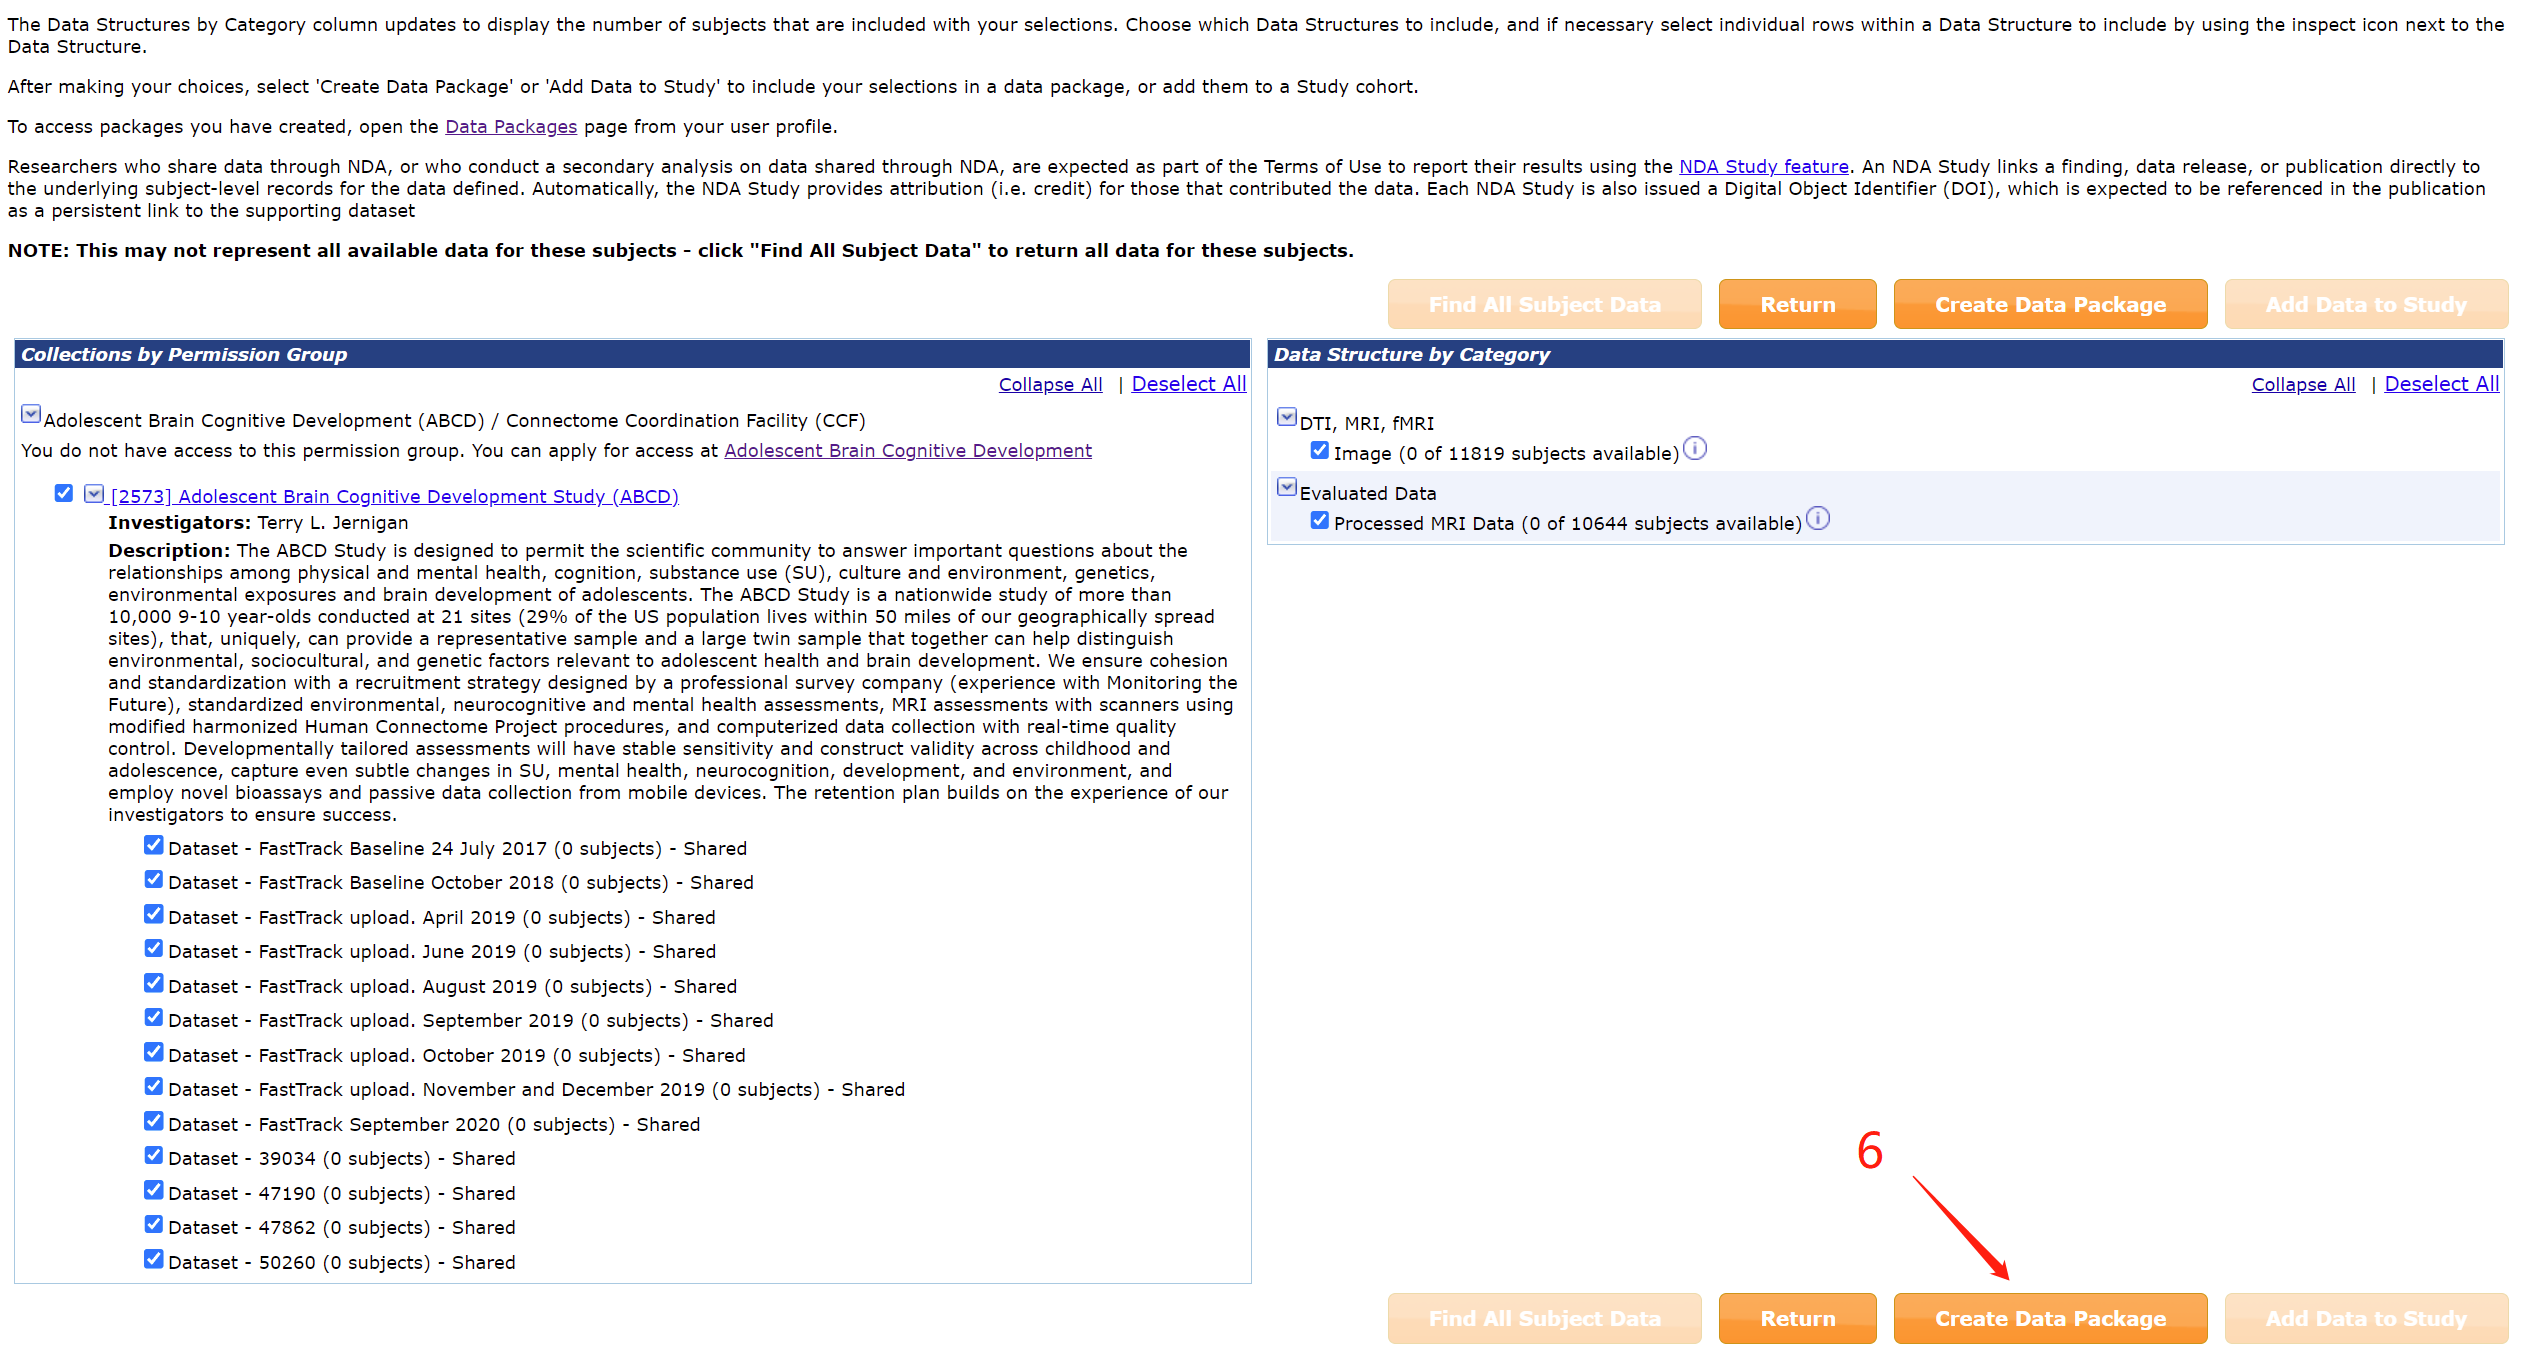 The Data Structures by Category column updates to display the number of subjects that are included with your selections. Choose which Data Structures to include, and if necessary select individual rows within a Data Structure to include by using the inspect icon next to the
Data Structure.
After making your choices, select 'Create Data Package' or 'Add Data to Study' to include your selections in a data package, or add them to a Study cohort.
To access packages you have created, open the Data Packages page from your user profile.
Researchers who share data through NDA, or who conduct a secondary analysis on data shared through NDA, are expected as part of the Terms of Use to report their results using the NDA Study feature. An NDA Study links a finding, data release, or publication directly to
the underlying subject-level records for the data defined. Automatically, the NDA Study provides attribution (i.e. credit) for those that contributed the data. Each NDA Study is also issued a Digital Object Identifier (DOI), which is expected to be referenced in the publication
as a persistent link to the supporting dataset
NOTE: This may not represent all available data for these subjects - click "Find All Subject Data" to return all data for these subjects.
Find All Subject Data Return Create Data Package Add Data to Study
Collections by Permission Group
Collapse All | Deselect All
Adolescent Brain Cognitive Development (ABCD) / Connectome Coordination Facility (CCF)
You do not have access to this permission group. You can apply for access at Adolescent Brain Cognitive Development
[2573] Adolescent Brain Cognitive Development Study (ABCD)
Investigators: Terry L. Jernigan
Description: The ABCD Study is designed to permit the scientific community to answer important questions about the
relationships among physical and mental health, cognition, substance use (SU), culture and environment, genetics,
environmental exposures and brain development of adolescents. The ABCD Study is a nationwide study of more than
10,000 9-10 year-olds conducted at 21 sites (29% of the US population lives within 50 miles of our geographically spread
sites), that, uniquely, can provide a representative sample and a large twin sample that together can help distinguish
environmental, sociocultural, and genetic factors relevant to adolescent health and brain development. We ensure cohesion
and standardization with a recruitment strategy designed by a professional survey company (experience with Monitoring the
Future), standardized environmental, neurocognitive and mental health assessments, MRI assessments with scanners using
modified harmonized Human Connectome Project procedures, and computerized data collection with real-time quality
control. Developmentally tailored assessments will have stable sensitivity and construct validity across childhood and
adolescence, capture even subtle changes in SU, mental health, neurocognition, development, and environment, and
employ novel bioassays and passive data collection from mobile devices. The retention plan builds on the experience of our
investigators to ensure success.
Dataset - FastTrack Baseline 24 July 2017 (0 subjects) - Shared
Dataset - FastTrack Baseline October 2018 (0 subjects) - Shared
Dataset - FastTrack upload. April 2019 (0 subjects) - Shared
Dataset - FastTrack upload. June 2019 (0 subjects) - Shared
Dataset - FastTrack upload. August 2019 (0 subjects) - Shared
Dataset - FastTrack upload. September 2019 (0 subjects) - Shared
Dataset - FastTrack upload. October 2019 (0 subjects) - Shared
Dataset - FastTrack upload. November and December 2019 (0 subjects) - Shared
Dataset - FastTrack September 2020 (0 subjects) - Shared
Dataset - 39034 (0 subjects) - Shared
Dataset - 47190 (0 subjects) - Shared
Dataset - 47862 (0 subjects) - Shared
Dataset - 50260 (0 subjects) - Shared
Data Structure by Category
Collapse All | Deselect All
DTI, MRI, fMRI
Image (0 of 11819 subjects available)
Evaluated Data
Processed MRI Data (0 of 10644 subjects available)
6
Find All Subject Data Return Create Data Package Add Data to Study